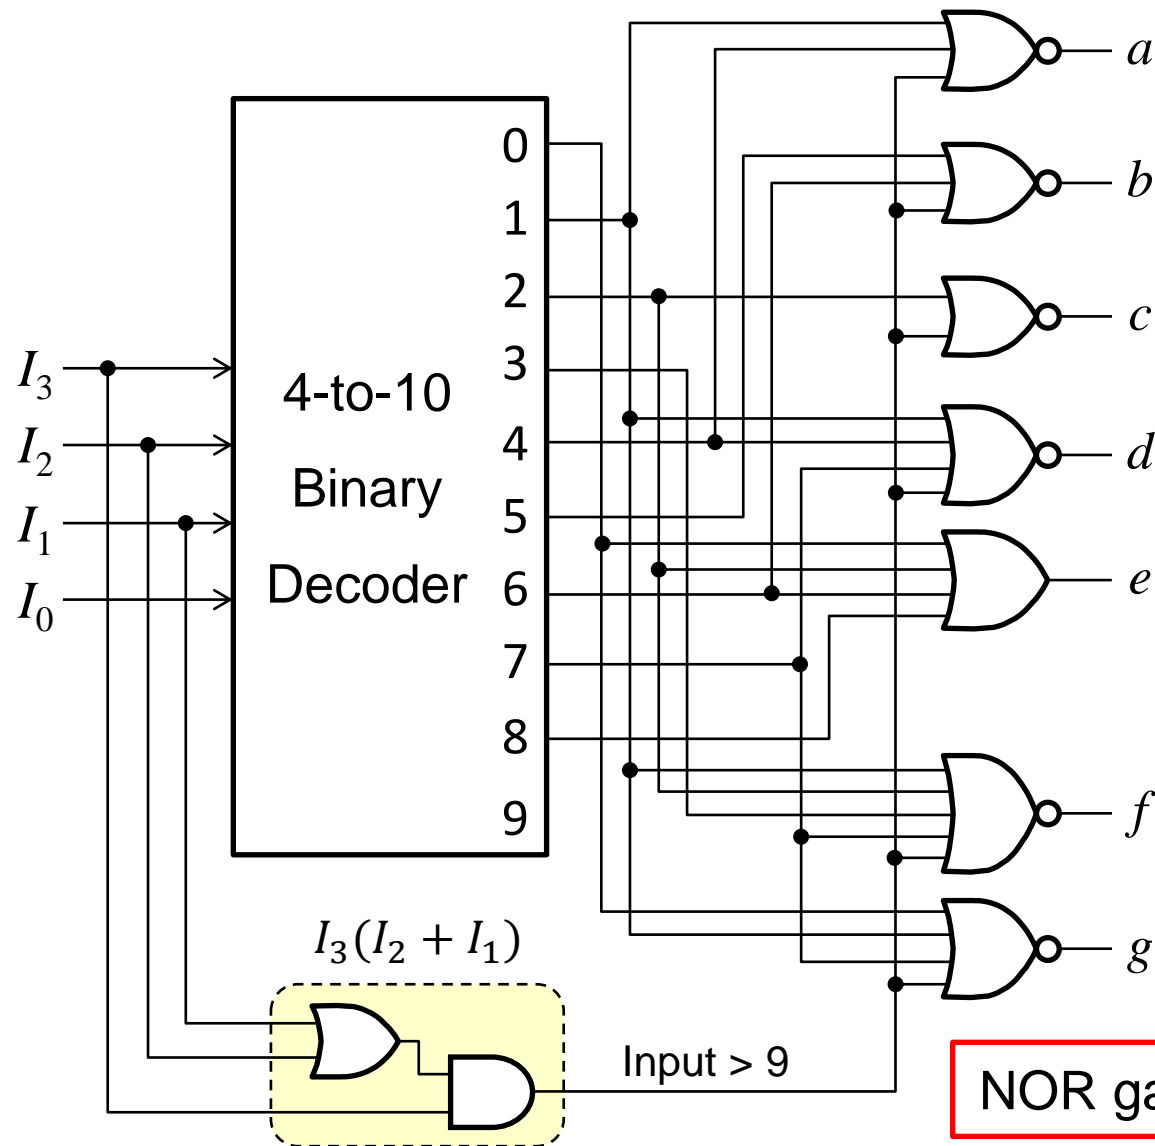 I₃
I₂
I₁
I₀
4-to-10
Binary
Decoder
0
1
2
3
4
5
6
7
8
9
a
b
c
d
e
f
g
I₃(I₂ + I₁)
Input > 9
NOR ga